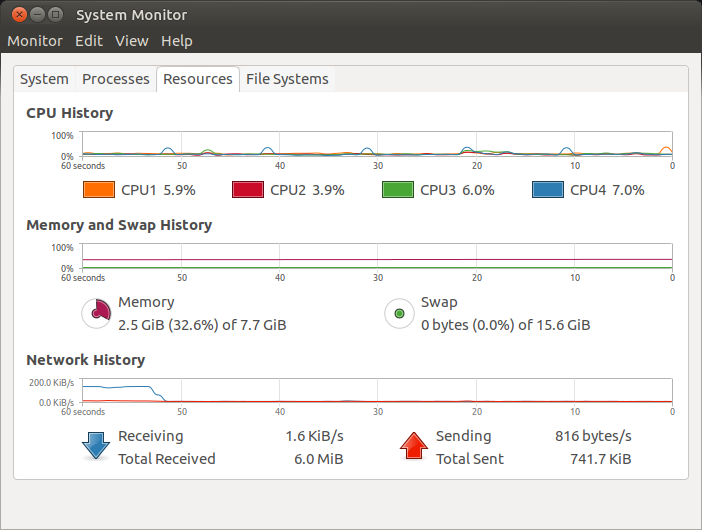 System Monitor
Monitor Edit View Help
System Processes Resources File Systems
CPU History
100%
0%
60 seconds 50 40 30 20 10 0
CPU1 5.9% CPU2 3.9% CPU3 6.0% CPU4 7.0%
Memory and Swap History
100%
0%
60 seconds 50 40 30 20 10 0
Memory
2.5 GiB (32.6%) of 7.7 GiB
Swap
0 bytes (0.0%) of 15.6 GiB
Network History
200.0 KiB/s
0.0 KiB/s
60 seconds 50 40 30 20 10 0
Receiving 1.6 KiB/s
Total Received 6.0 MiB
Sending 816 bytes/s
Total Sent 741.7 KiB